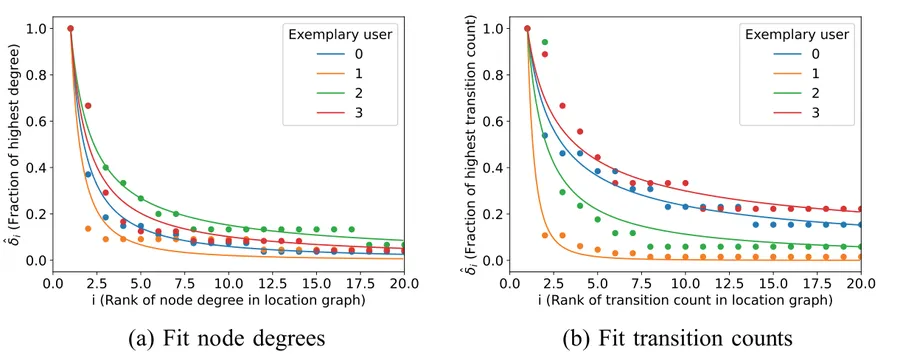 1.0
0.8
0.6
0.4
0.2
0.0
δ̂ᵢ (Fraction of highest degree)
Exemplary user
0
1
2
3
0.0 2.5 5.0 7.5 10.0 12.5 15.0 17.5 20.0
i (Rank of node degree in location graph)
(a) Fit node degrees
1.0
0.8
0.6
0.4
0.2
0.0
δ̂ᵢ (Fraction of highest transition count)
Exemplary user
0
1
2
3
0.0 2.5 5.0 7.5 10.0 12.5 15.0 17.5 20.0
i (Rank of transition count in location graph)
(b) Fit transition counts